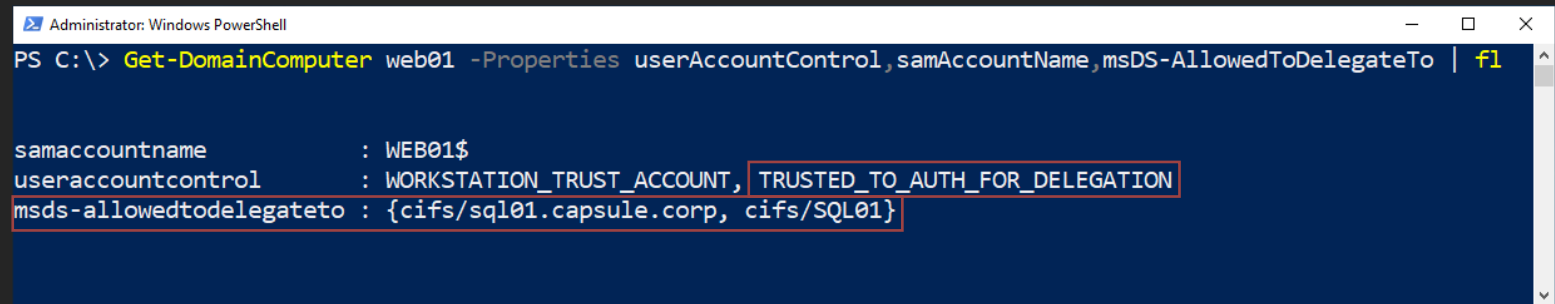 Administrator: Windows PowerShell
PS C:\> Get-DomainComputer web01 -Properties userAccountControl,samAccountName,msDS-AllowedToDelegateTo | fl
samaccountname : WEB01$
useraccountcontrol : WORKSTATION_TRUST_ACCOUNT, TRUSTED_TO_AUTH_FOR_DELEGATION
msds-allowedtodelegateto : {cifs/sql01.capsule.corp, cifs/SQL01}